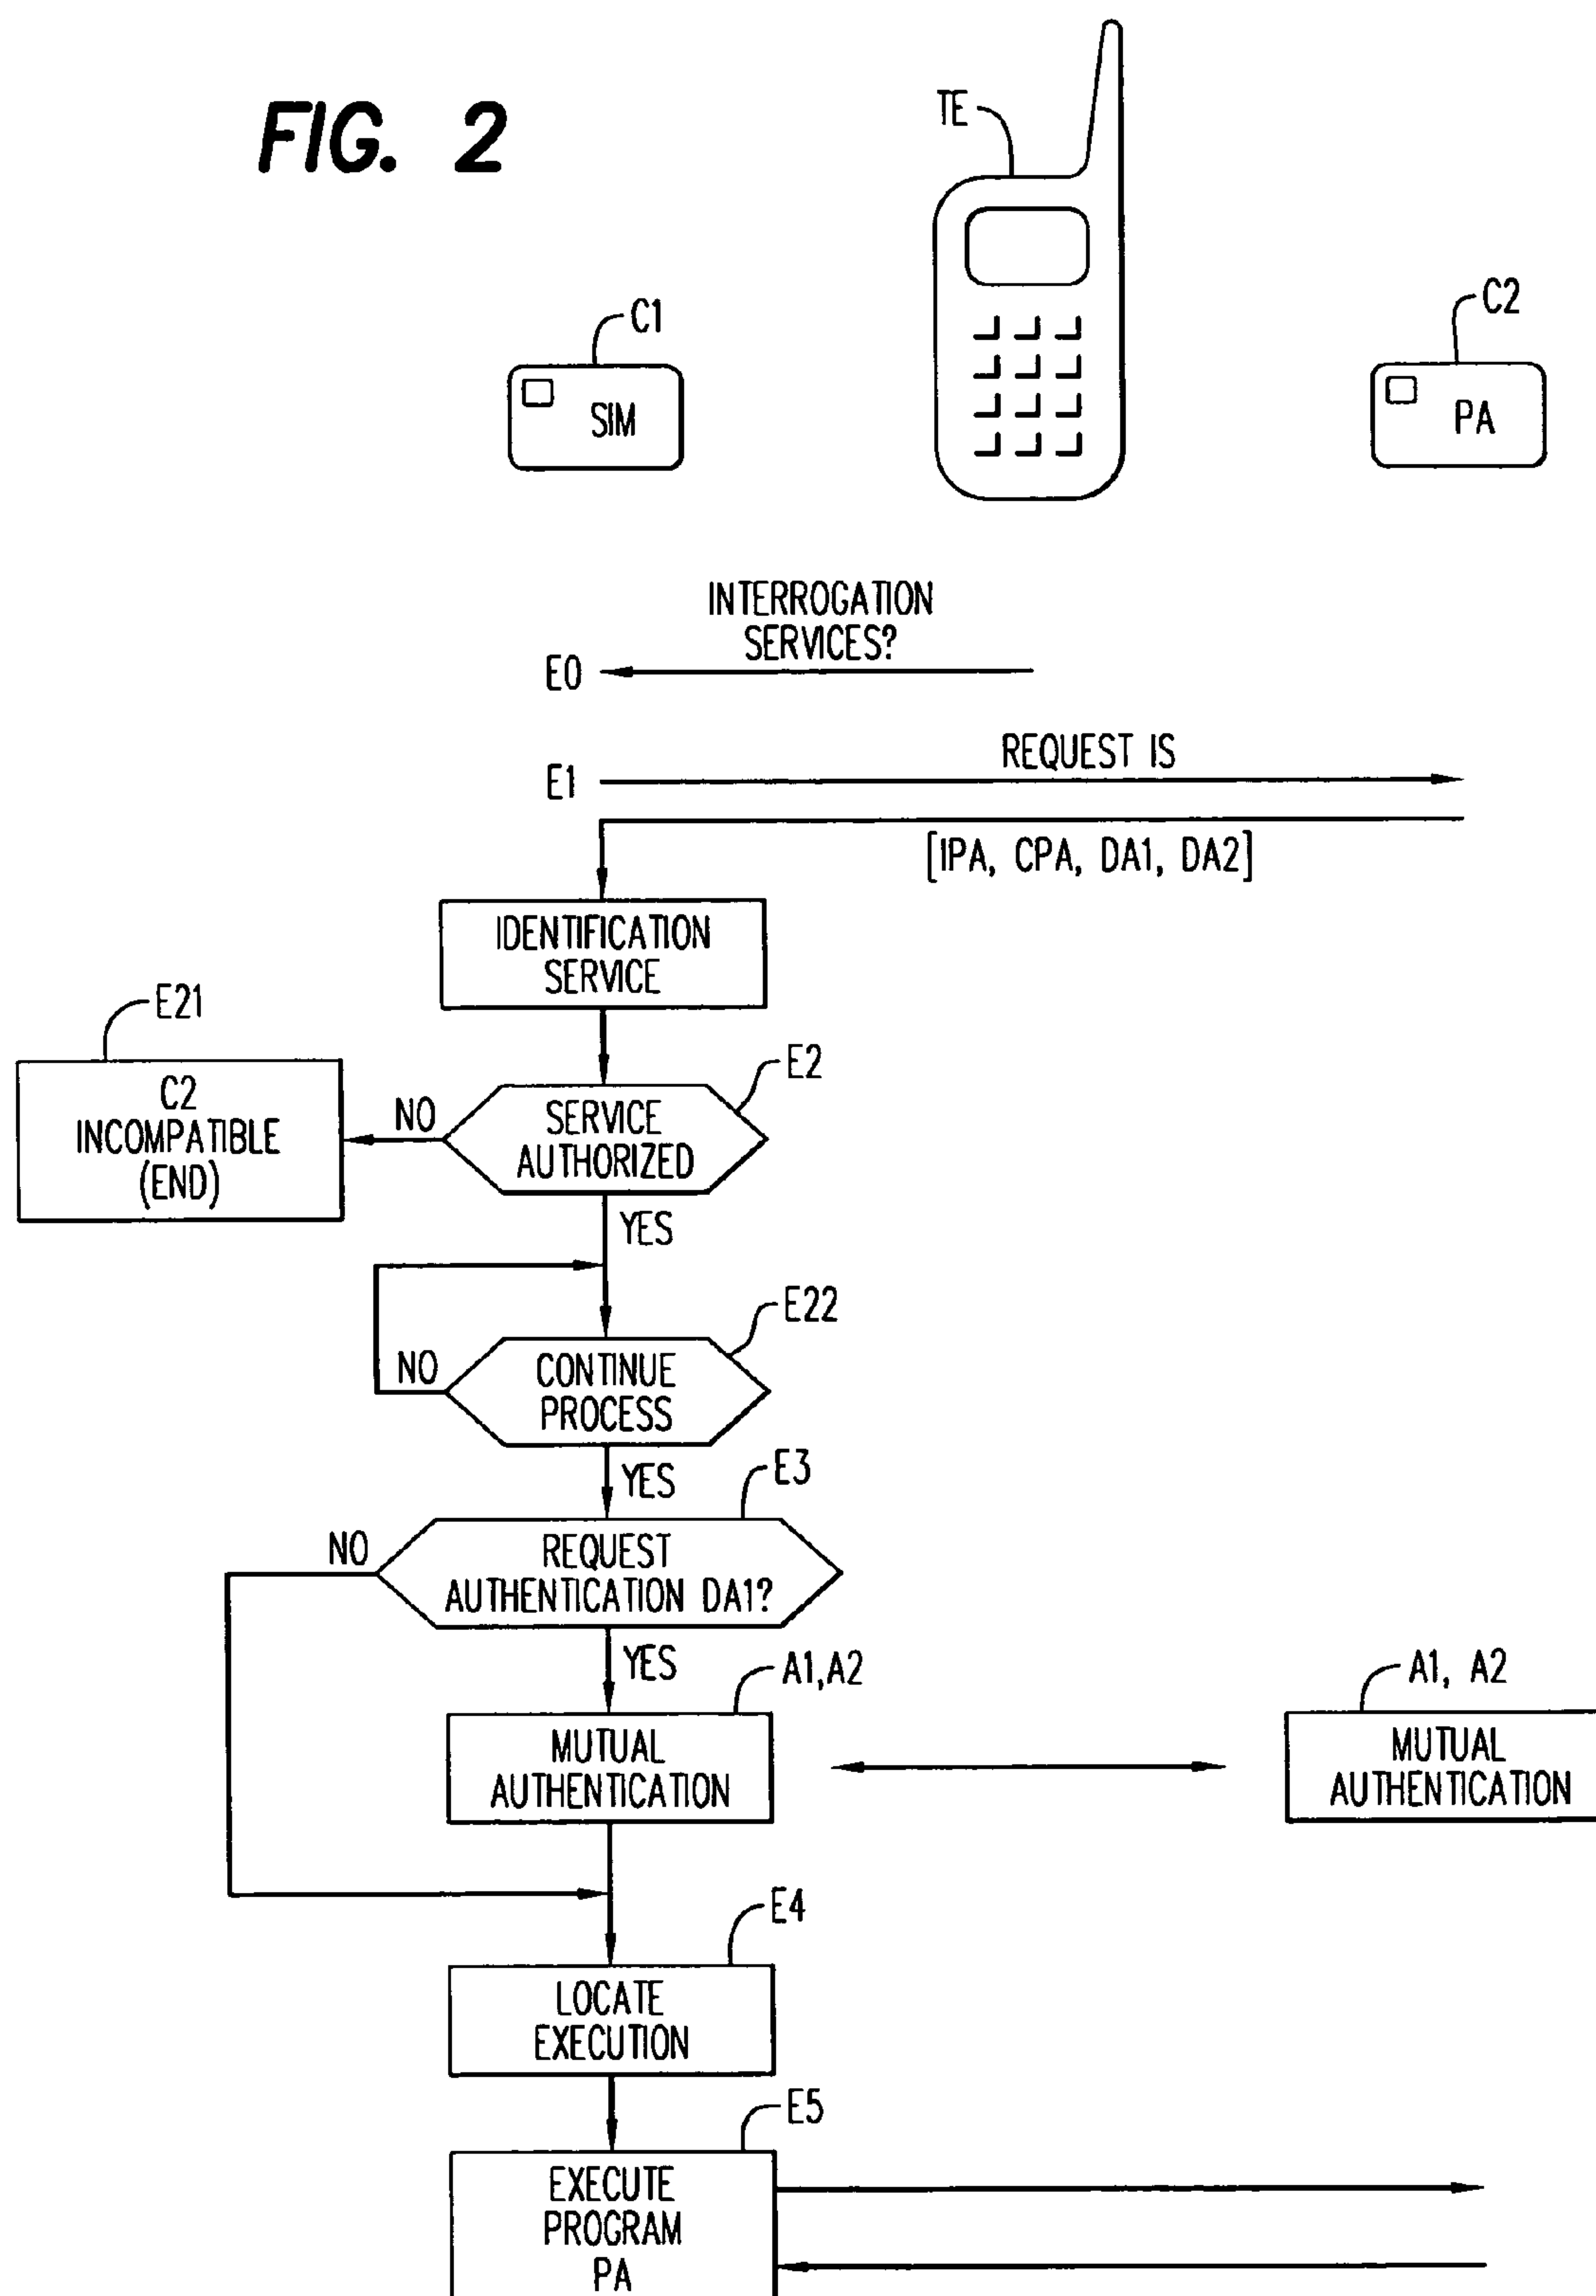 FIG. 2
TE
C1
C2
SIM
PA
INTERROGATION
SERVICES?
E0
REQUEST IS
E1
[IPA, CPA, DA1, DA2]
IDENTIFICATION
SERVICE
E21
E2
C2
INCOMPATIBLE
(END)
NO
SERVICE
AUTHORIZED
YES
E22
NO
CONTINUE
PROCESS
YES
E3
NO
REQUEST
AUTHENTICATION DA1?
YES
A1,A2
A1, A2
MUTUAL
AUTHENTICATION
MUTUAL
AUTHENTICATION
E4
LOCATE
EXECUTION
E5
EXECUTE
PROGRAM
PA